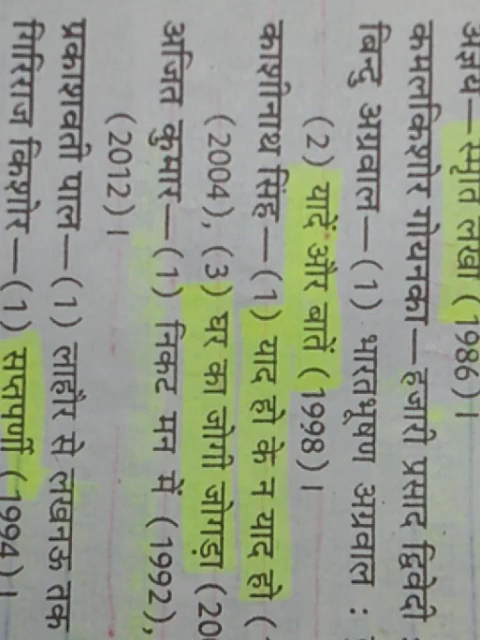 अज्ञेय—स्मृति लेखा (1986)।
कमलकिशोर गोयनका—हजारी प्रसाद द्विवेदी :
बिन्दु अग्रवाल—(1) भारतभूषण अग्रवाल :
(2) यादें और बातें (1998)।
काशीनाथ सिंह—(1) याद हो के न याद हो (
(2004), (3) घर का जोगी जोगड़ा (20
अजित कुमार—(1) निकट मन में (1992),
(2012)।
प्रकाशवती पाल—(1) लाहौर से लखनऊ तक
गिरिराज किशोर—(1) सप्तपर्णी (1994)।